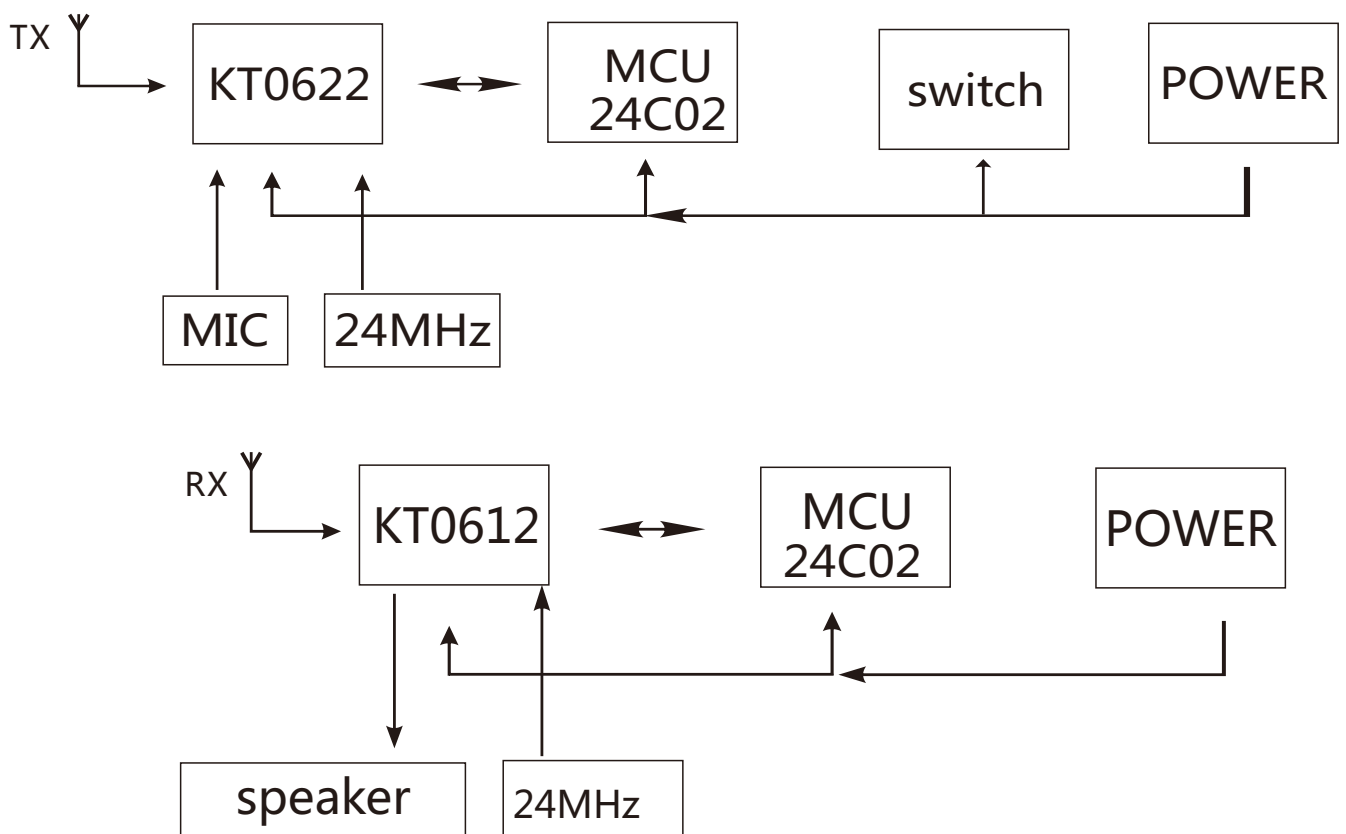 TX
KT0622
MCU
24C02
switch
POWER
MIC
24MHz
RX
KT0612
MCU
24C02
POWER
speaker
24MHz